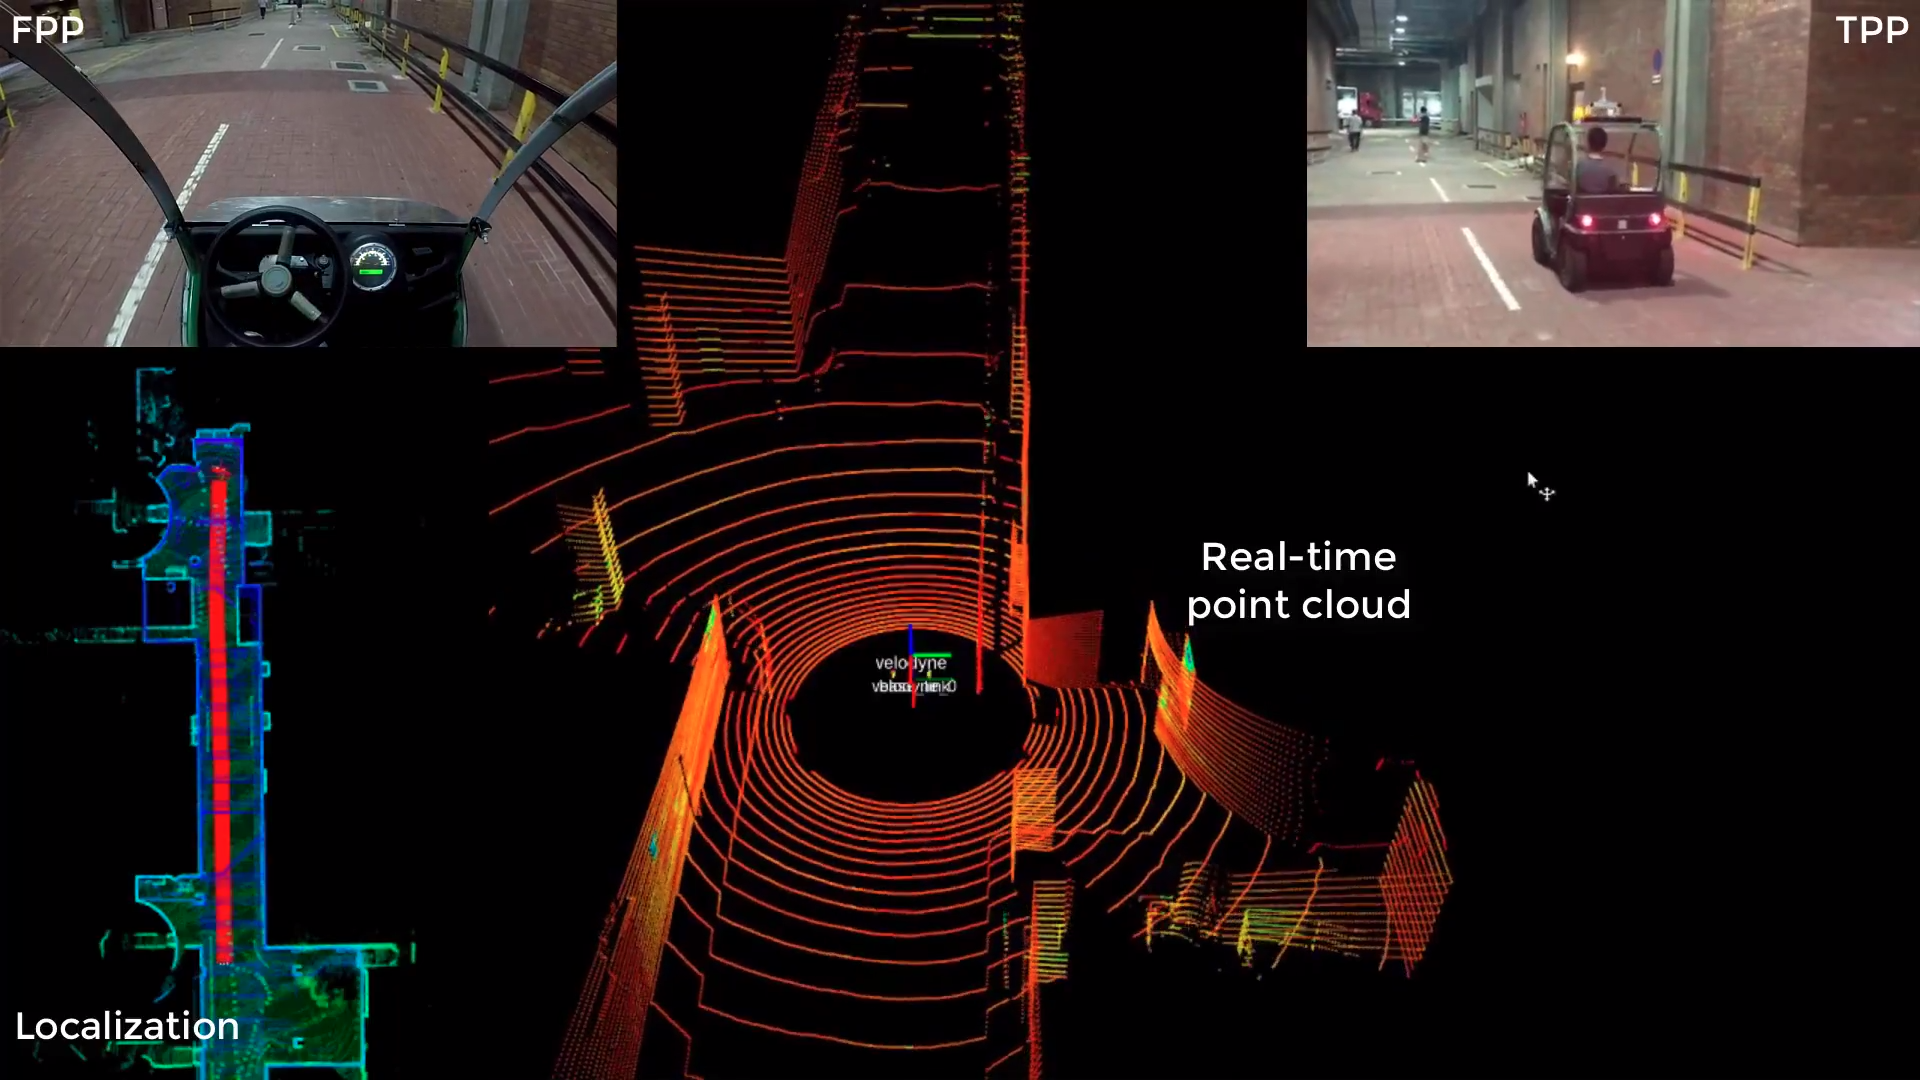 FPP
TPP
Real-time
point cloud
velodyne
Localization